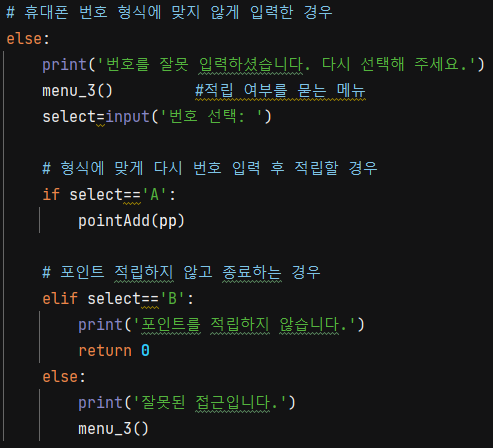 # 휴대폰 번호 형식에 맞지 않게 입력한 경우
else:
    print('번호를 잘못 입력하셨습니다. 다시 선택해 주세요.')
    menu_3()         #적립 여부를 묻는 메뉴
    select=input('번호 선택: ')

    # 형식에 맞게 다시 번호 입력 후 적립할 경우
    if select=='A':
        pointAdd(pp)

    # 포인트 적립하지 않고 종료하는 경우
    elif select=='B':
        print('포인트를 적립하지 않습니다.')
        return 0
    else:
        print('잘못된 접근입니다.')
        menu_3()